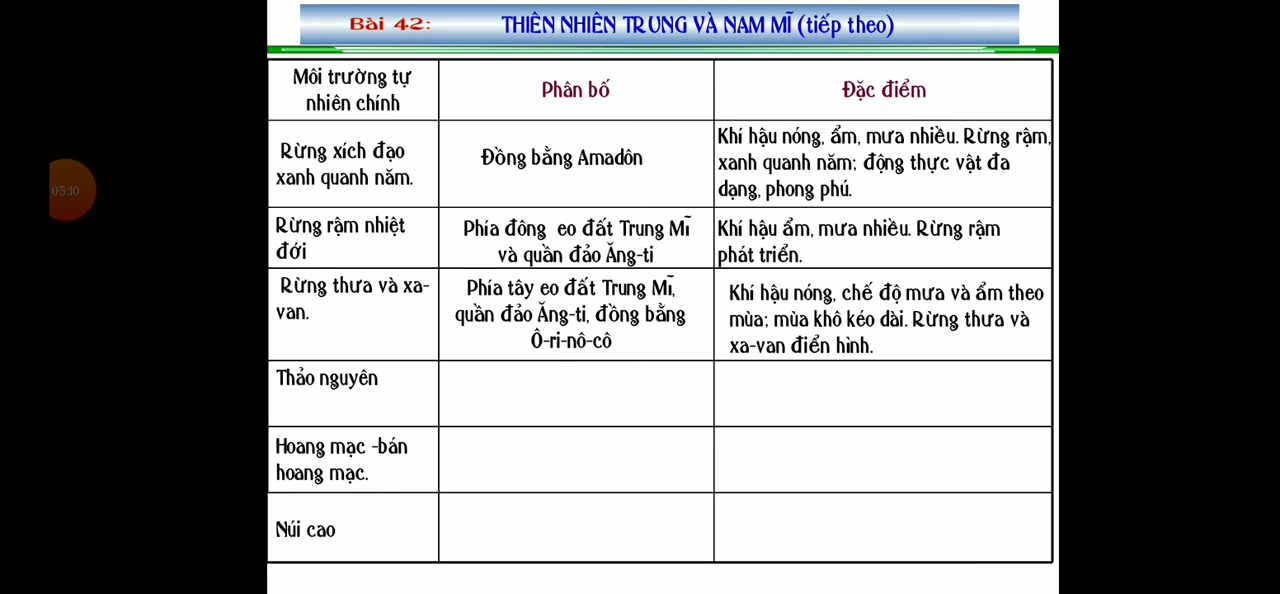 Bài 42: THIÊN NHIÊN TRUNG VÀ NAM MĨ (tiếp theo)
Môi trường tự
nhiên chính
Phân bố
Đặc điểm
Rừng xích đạo
xanh quanh năm.
Đồng bằng Amadôn
Khí hậu nóng, ẩm, mưa nhiều. Rừng rậm,
xanh quanh năm; động thực vật đa
dạng, phong phú.
Rừng rậm nhiệt
đới
Phía đông eo đất Trung Mĩ
và quần đảo Ăng-ti
Khí hậu ẩm, mưa nhiều. Rừng rậm
phát triển.
Rừng thưa và xa-
van.
Phía tây eo đất Trung Mĩ,
quần đảo Ăng-ti, đồng bằng
Ô-ri-nô-cô
Khí hậu nóng, chế độ mưa và ẩm theo
mùa; mùa khô kéo dài. Rừng thưa và
xa-van điển hình.
Thảo nguyên
Hoang mạc -bán
hoang mạc.
Núi cao
05:10